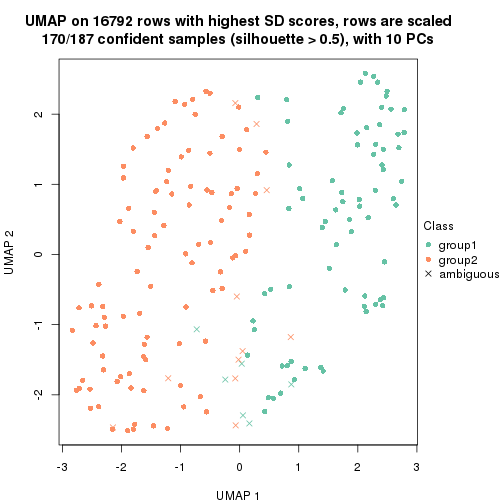 UMAP on 16792 rows with highest SD scores, rows are scaled
170/187 confident samples (silhouette > 0.5), with 10 PCs
2
1
0
-1
-2
UMAP 2
-3
-2
-1
0
1
2
3
UMAP 1
Class
group1
group2
ambiguous